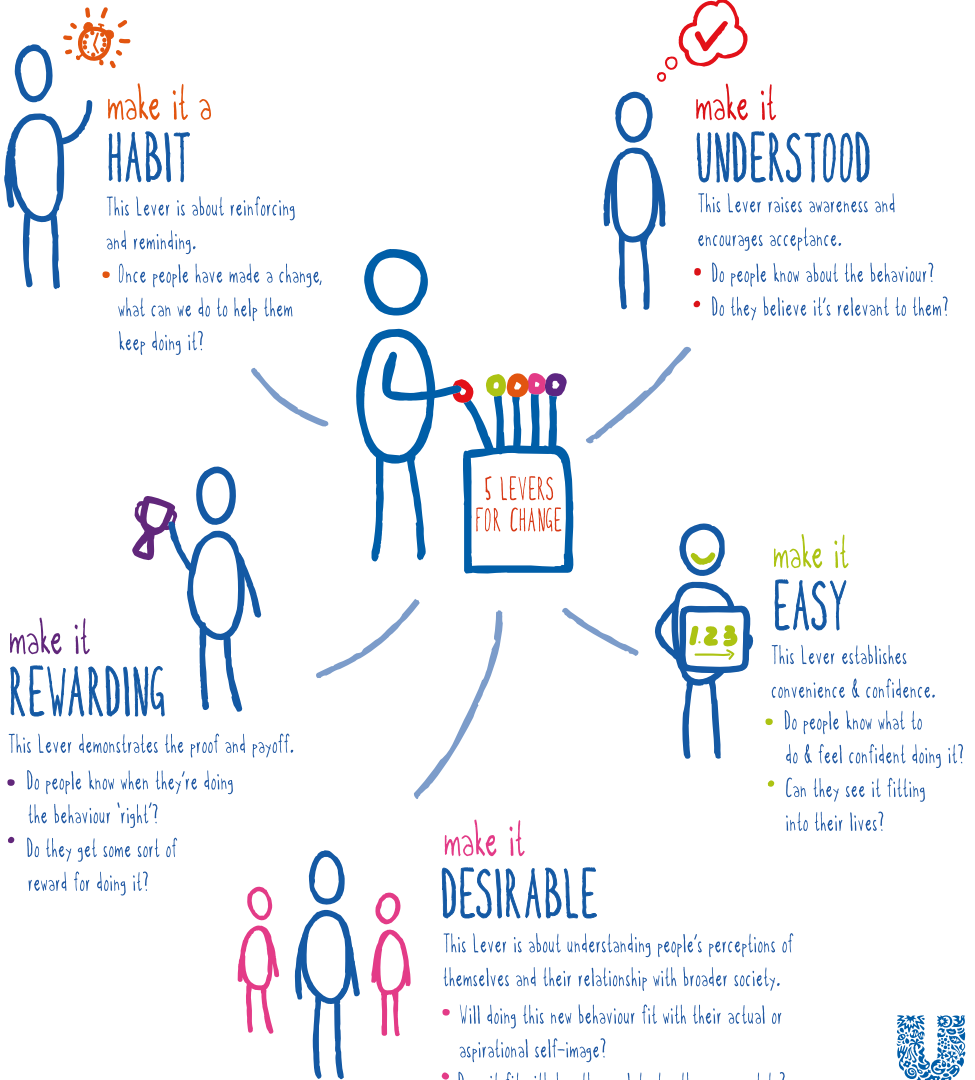 make it a
HABIT
This Lever is about reinforcing
and reminding.
• Once people have made a change,
what can we do to help them
keep doing it?
make it
UNDERSTOOD
This Lever raises awareness and
encourages acceptance.
• Do people know about the behaviour?
• Do they believe it's relevant to them?
5 LEVERS
FOR CHANGE
make it
EASY
1.2 3
This Lever establishes
convenience & confidence.
• Do people know what to
do & feel confident doing it?
• Can they see it fitting
into their lives?
make it
REWARDING
This Lever demonstrates the proof and payoff.
• Do people know when they're doing
the behaviour 'right'?
• Do they get some sort of
reward for doing it?
make it
DESIRABLE
This Lever is about understanding people's perceptions of
themselves and their relationship with broader society.
• Will doing this new behaviour fit with their actual or
aspirational self-image?